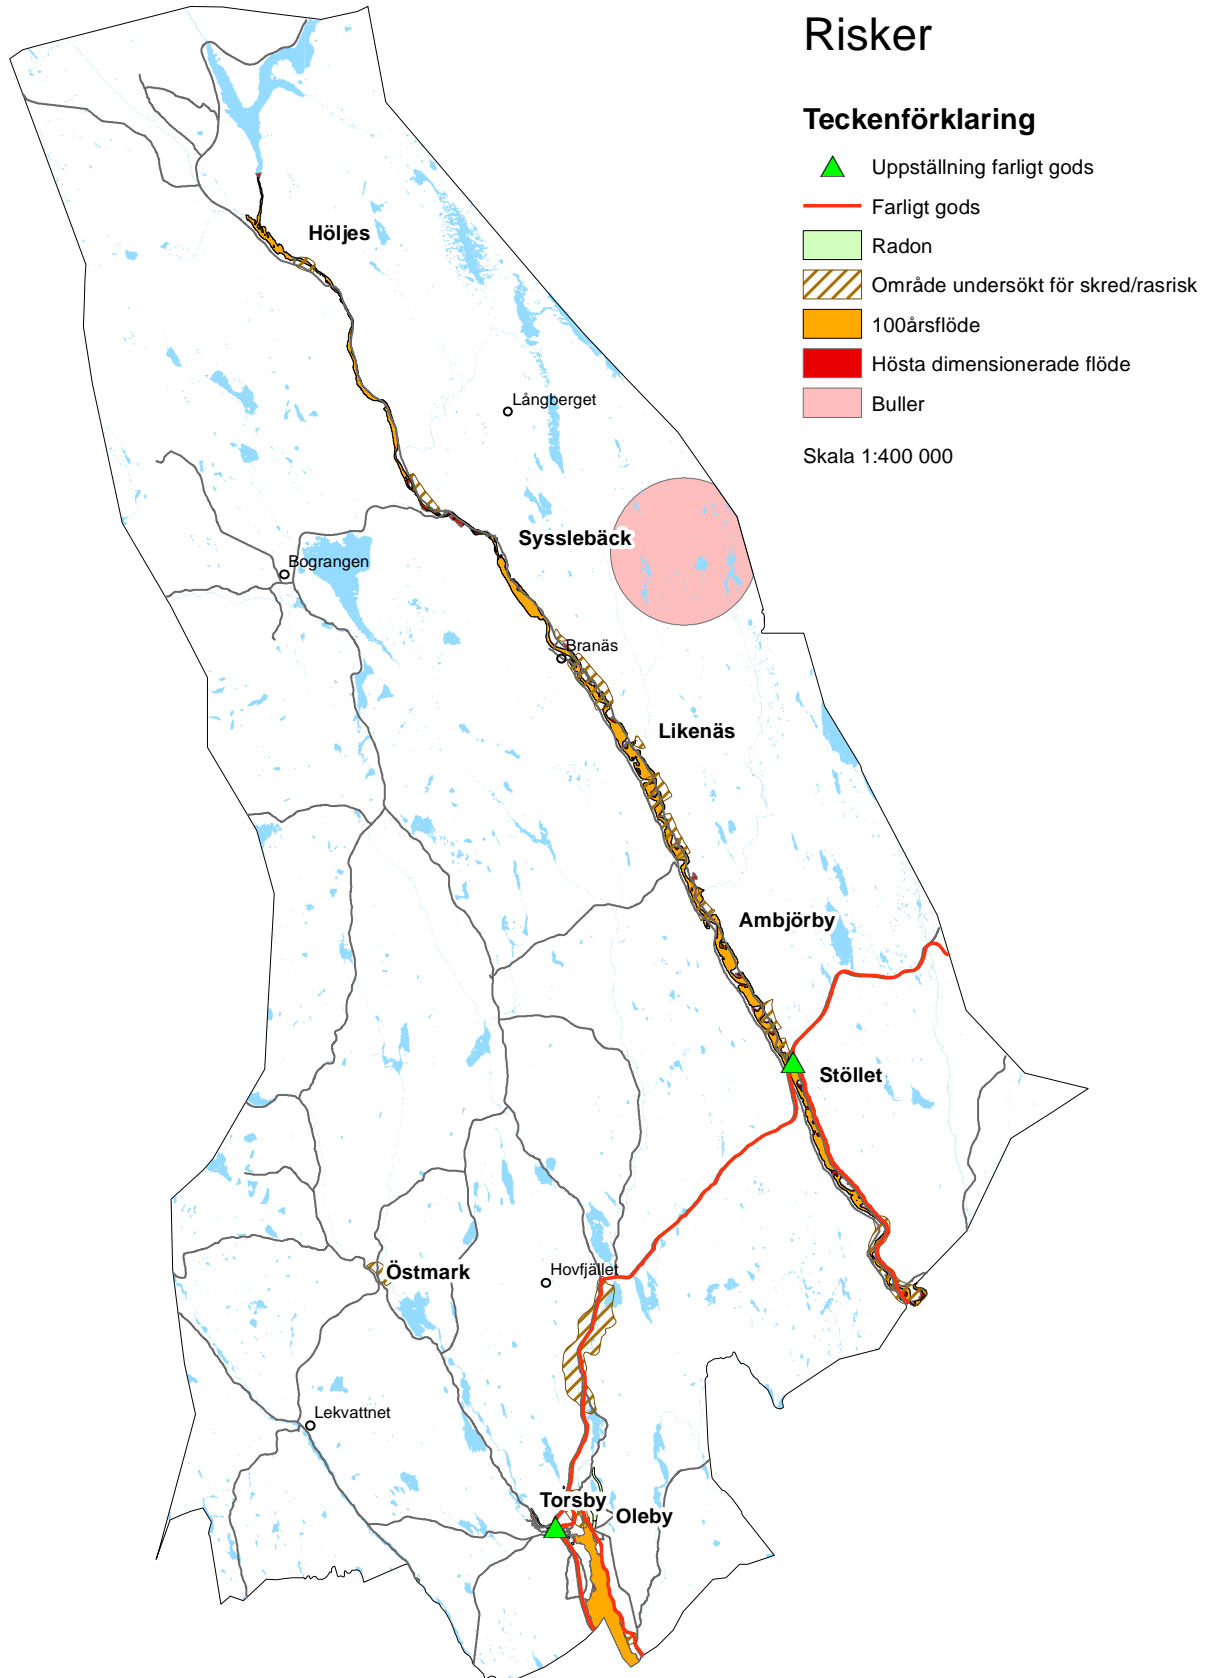 Risker
Teckenförklaring
Uppställning farligt gods
Farligt gods
Radon
Område undersökt för skred/rasrisk
100årsflöde
Hösta dimensionerade flöde
Buller
Skala 1:400 000
Höljes
Långberget
Sysslebäck
Bograngen
Branäs
Likenäs
Ambjörby
Stöllet
Östmark
Hovfjället
Lekvattnet
Torsby
Oleby